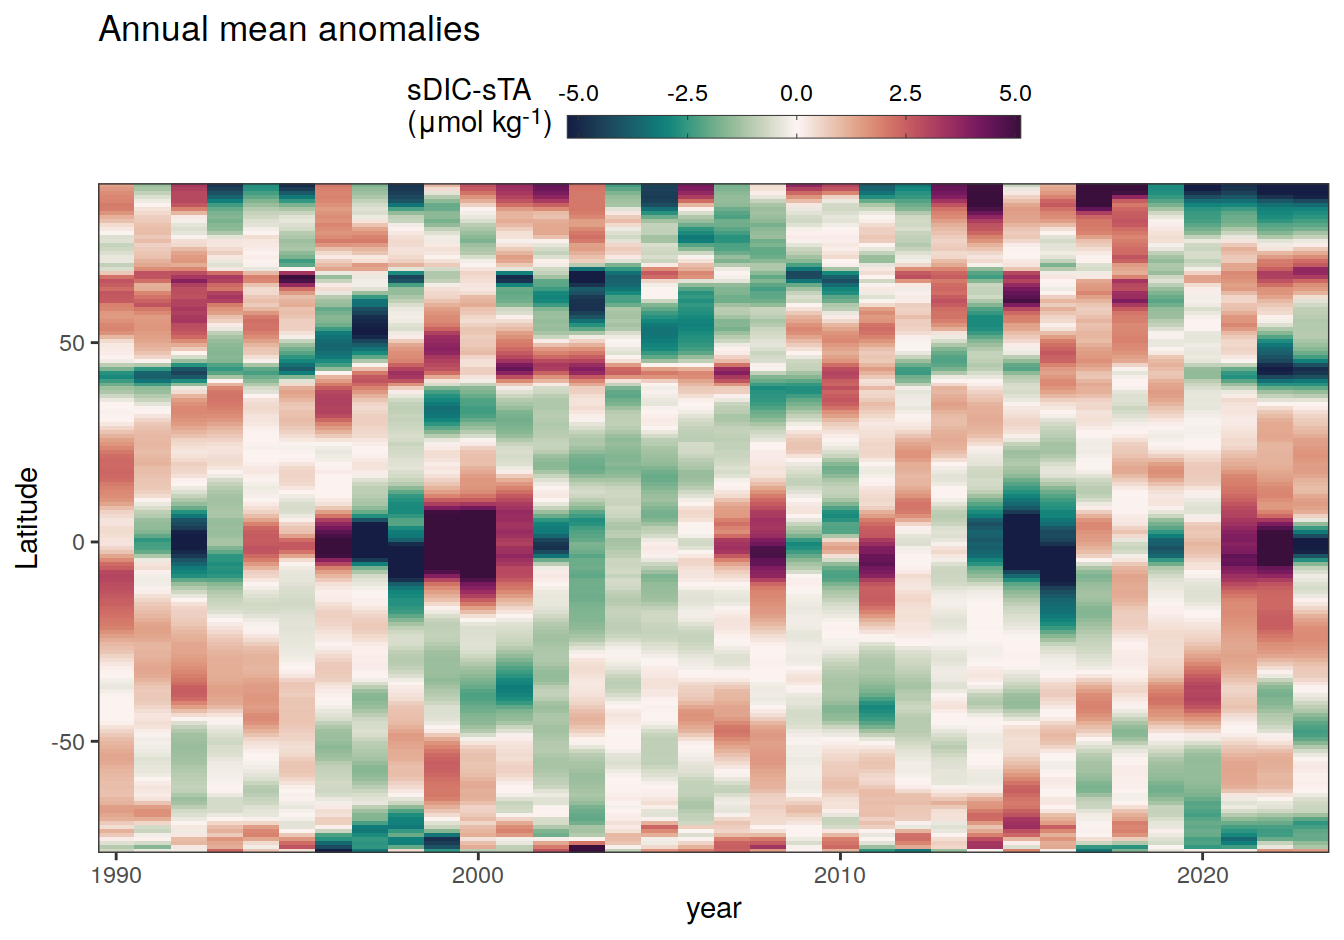 Annual mean anomalies
sDIC-sTA
(µmol kg⁻¹)
-5.0 -2.5 0.0 2.5 5.0
Latitude
50
0
-50
1990 2000 2010 2020
year